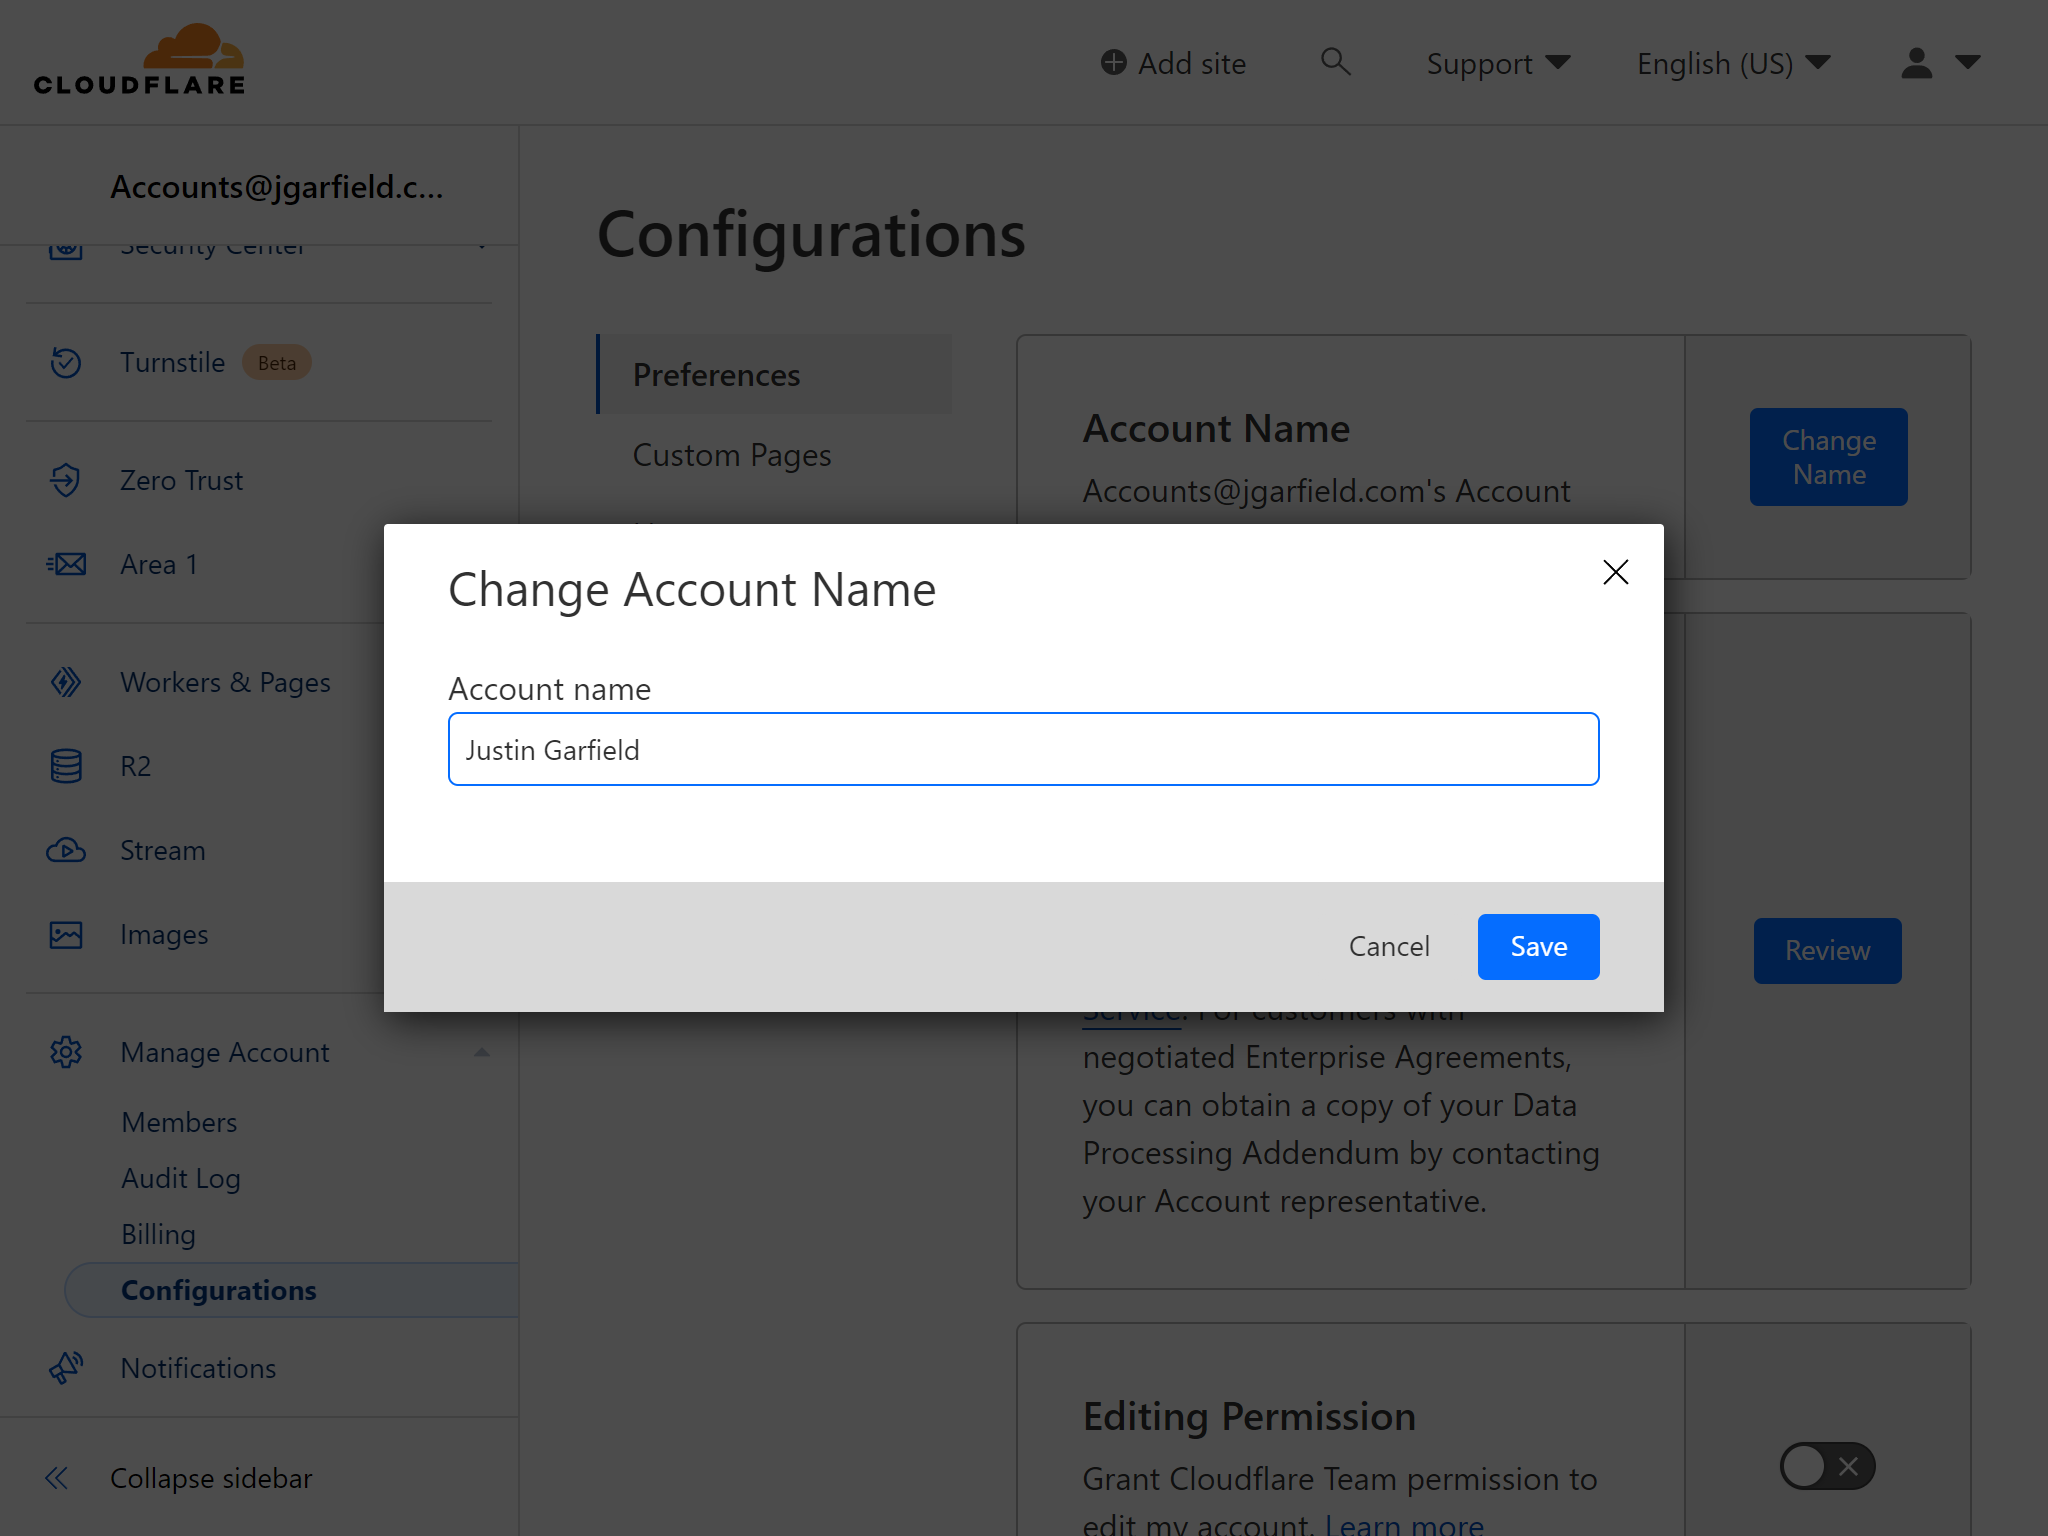 CLOUDFLARE
Add site
Support
English (US)
Accounts@jgarfield.c...
Security Center
Turnstile Beta
Zero Trust
Area 1
Workers & Pages
R2
Stream
Images
Manage Account
Members
Audit Log
Billing
Configurations
Notifications
Collapse sidebar
Configurations
Preferences
Custom Pages
Account Name
Accounts@jgarfield.com's Account
Change
Name
Change Account Name
Account name
Justin Garfield
Cancel
Save
Review
Service. For customers with
negotiated Enterprise Agreements,
you can obtain a copy of your Data
Processing Addendum by contacting
your Account representative.
Editing Permission
Grant Cloudflare Team permission to
edit my account. Learn more